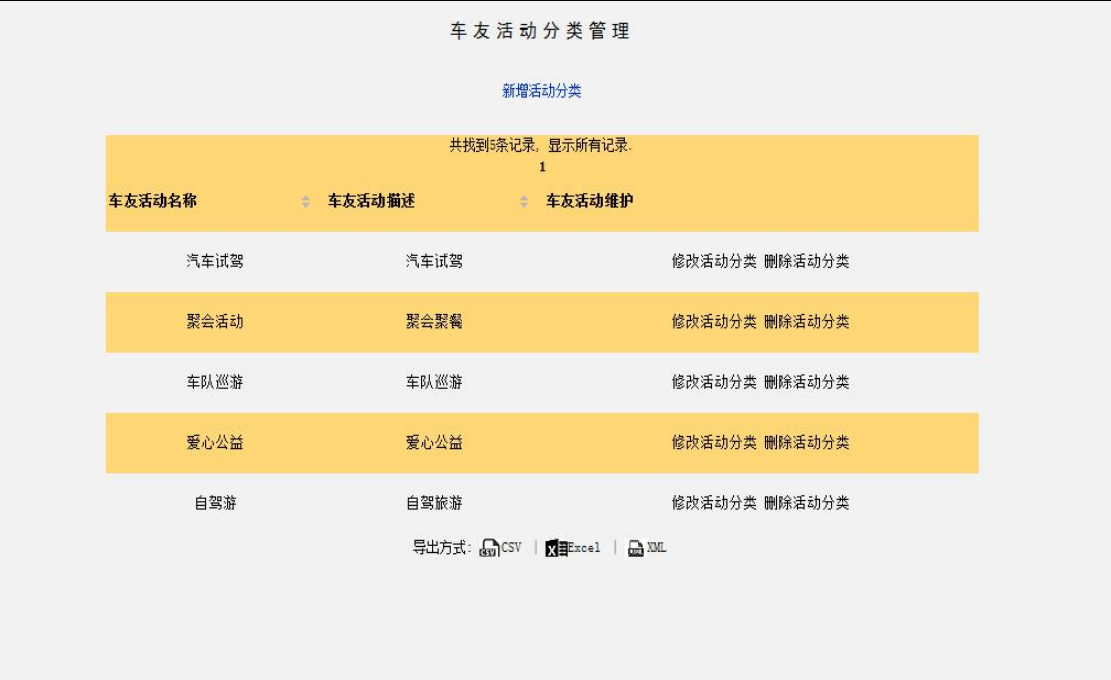 车友活动分类管理
新增活动分类
共找到5条记录, 显示所有记录.
1
车友活动名称 车友活动描述 车友活动维护
汽车试驾 汽车试驾 修改活动分类 删除活动分类
聚会活动 聚会聚餐 修改活动分类 删除活动分类
车队巡游 车队巡游 修改活动分类 删除活动分类
爱心公益 爱心公益 修改活动分类 删除活动分类
自驾游 自驾旅游 修改活动分类 删除活动分类
导出方式: CSV | Excel | XML